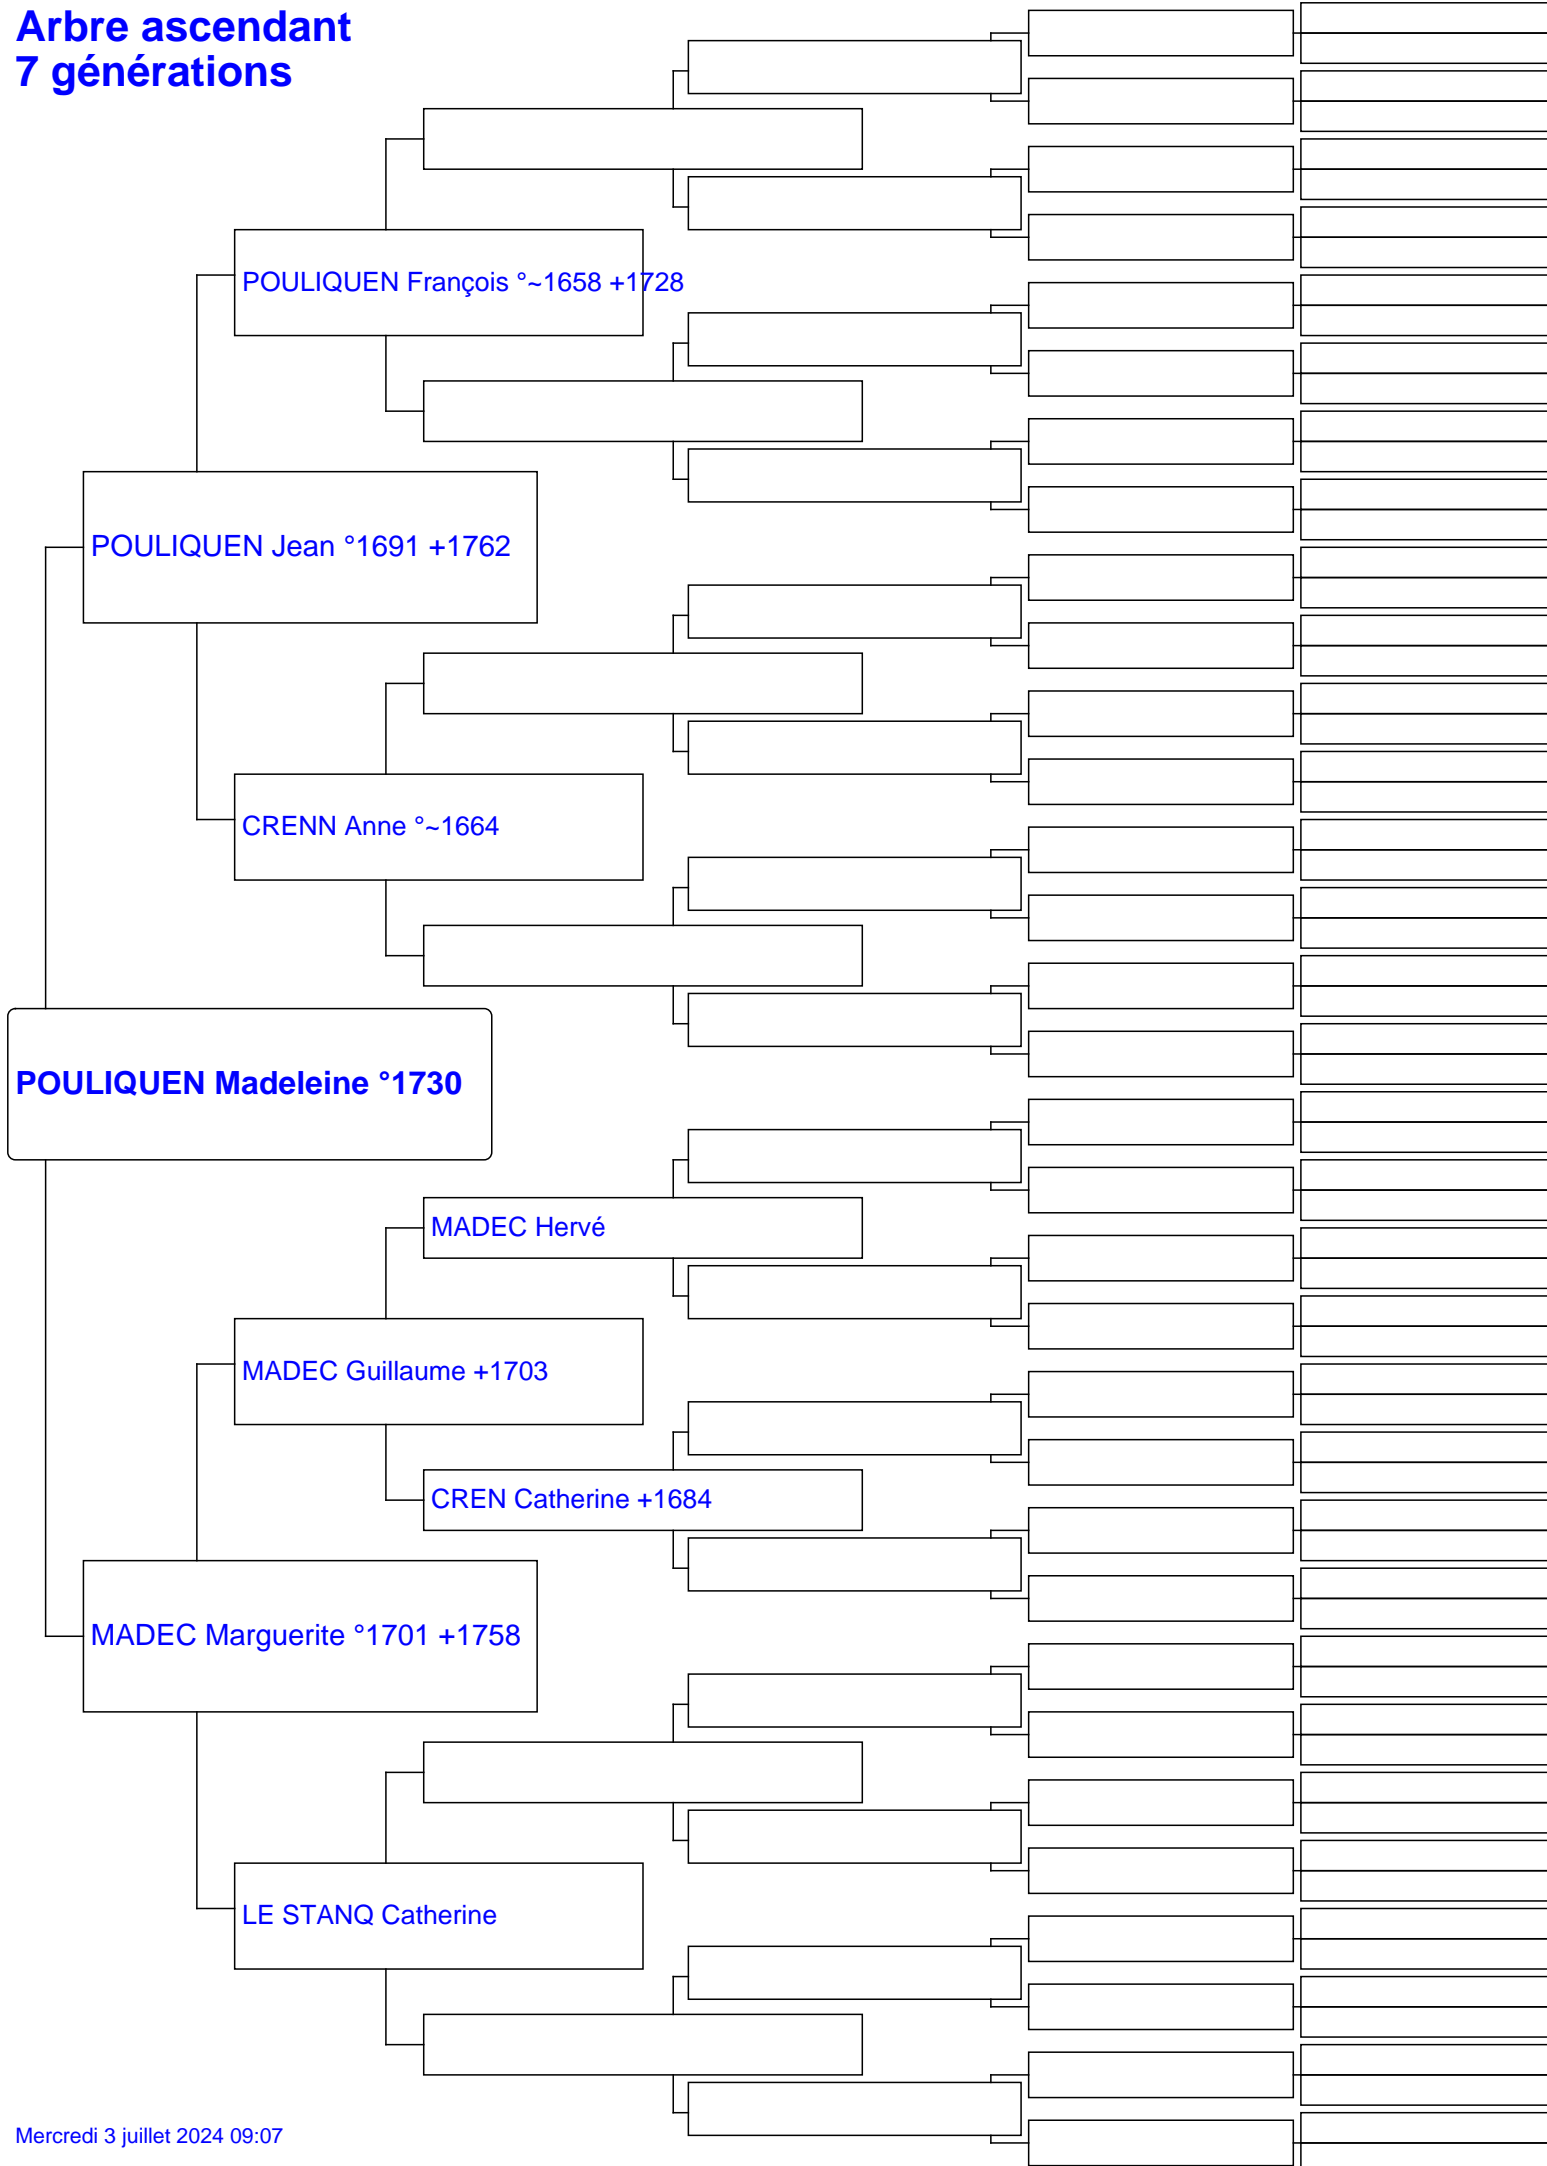 Arbre ascendant
7 générations
POULIQUEN François °~1658 +1728
POULIQUEN Jean °1691 +1762
CRENN Anne °~1664
POULIQUEN Madeleine °1730
MADEC Hervé
MADEC Guillaume +1703
CREN Catherine +1684
MADEC Marguerite °1701 +1758
LE STANQ Catherine
Mercredi 3 juillet 2024 09:07